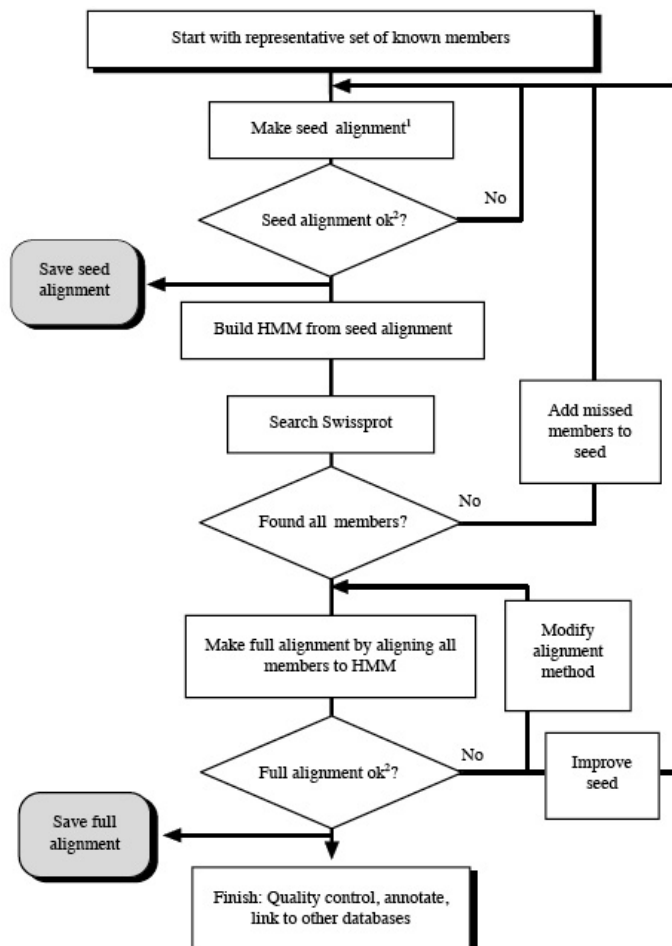 Start with representative set of known members
Make seed alignment¹
No
Seed alignment ok²?
Save seed
alignment
Build HMM from seed alignment
Search Swissprot
Add missed
members to
seed
No
Found all members?
Make full alignment by aligning all
members to HMM
Modify
alignment
method
No
Full alignment ok²?
Improve
seed
Save full
alignment
Finish: Quality control, annotate,
link to other databases